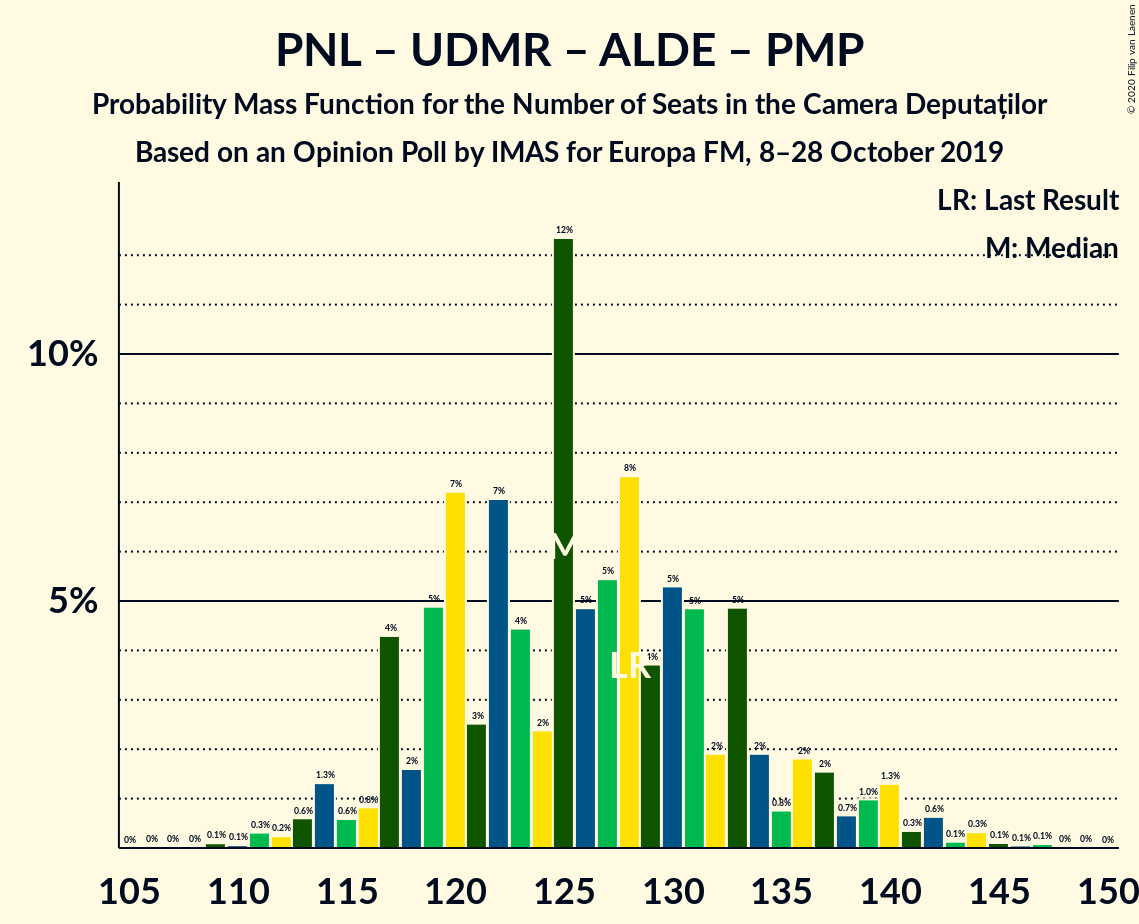 PNL – UDMR – ALDE – PMP
Probability Mass Function for the Number of Seats in the Camera Deputaților
Based on an Opinion Poll by IMAS for Europa FM, 8–28 October 2019
© 2020 Filip van Laenen
LR: Last Result
M: Median
10%
5%
0% 0% 0% 0% 0.1% 0.1% 0.3% 0.2% 0.6% 1.3% 0.6% 0.8% 4% 2% 5% 7% 3% 7% 4% 2% 12% 5% 5% 8% 4% 5% 5% 2% 5% 2% 0.8% 2% 2% 0.7% 1.0% 1.3% 0.3% 0.6% 0.1% 0.3% 0.1% 0.1% 0.1% 0% 0% 0%
M
LR
105 110 115 120 125 130 135 140 145 150